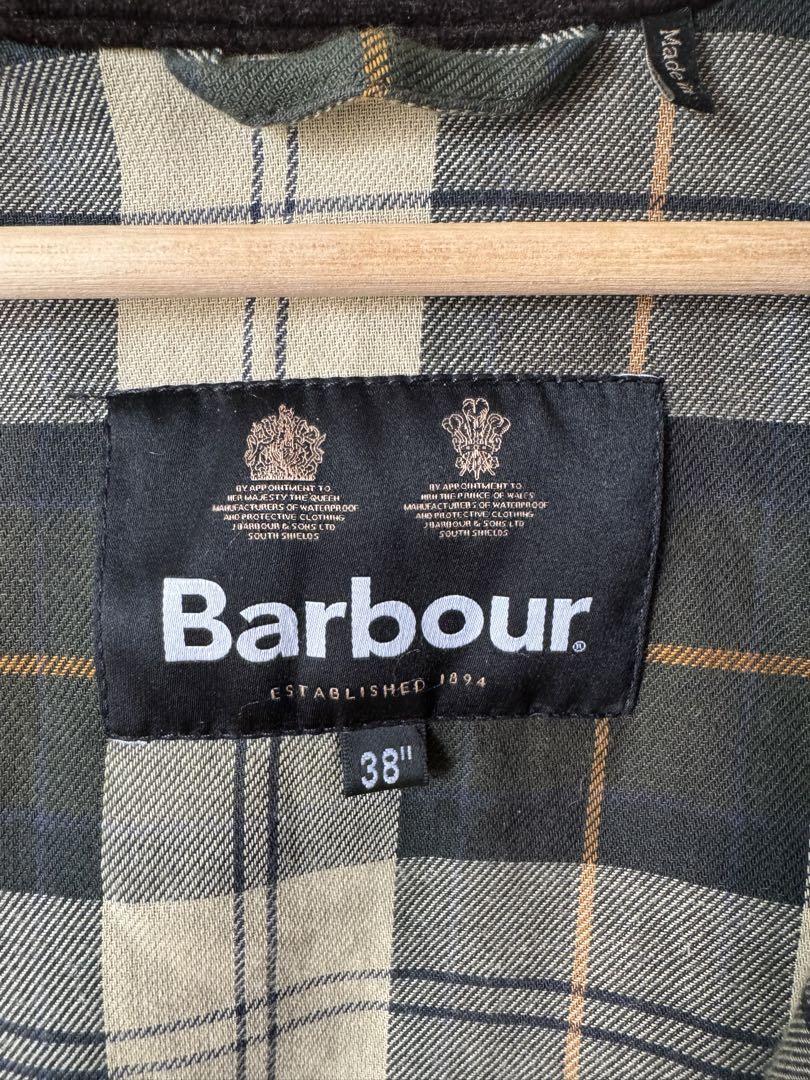 Made in
BY APPOINTMENT TO
HER MAJESTY THE QUEEN
MANUFACTURERS OF WATERPROOF
AND PROTECTIVE CLOTHING
J BARBOUR & SONS LTD
SOUTH SHIELDS
BY APPOINTMENT TO
HRH THE PRINCE OF WALES
MANUFACTURERS OF WATERPROOF
AND PROTECTIVE CLOTHING
J BARBOUR & SONS LTD
SOUTH SHIELDS
Barbour®
ESTABLISHED 1894
38"